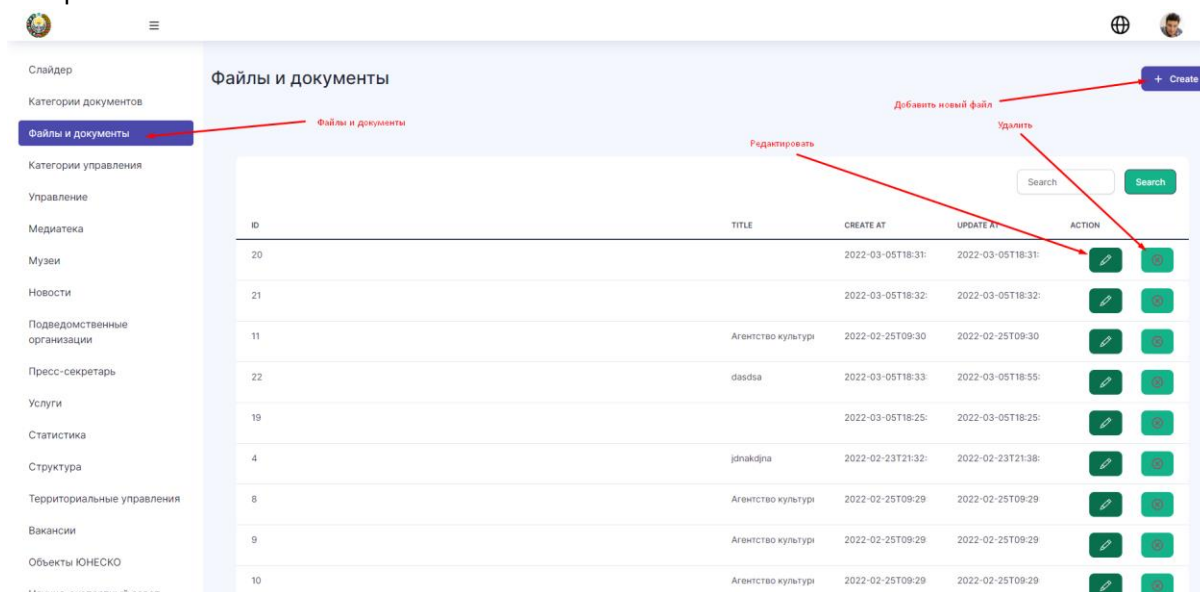 Слайдер
Файлы и документы
+ Create
Категории документов
Добавить новый файл
Файлы и документы
Файлы и документы
Удалить
Редактировать
Категории управления
Search
Search
Управление
Медиатека
ID TITLE CREATE AT UPDATE AT ACTION
Музеи
20 2022-03-05T18:31: 2022-03-05T18:31:
Новости
21 2022-03-05T18:32: 2022-03-05T18:32:
Подведомственные
организации
11 Агентство культурь 2022-02-25T09:30 2022-02-25T09:30
Пресс-секретарь
22 dasdsa 2022-03-05T18:33: 2022-03-05T18:55:
Услуги
19 2022-03-05T18:25: 2022-03-05T18:25:
Статистика
Структура
4 jdnakdjna 2022-02-23T21:32: 2022-02-23T21:38:
Территориальные управления
8 Агентство культурь 2022-02-25T09:29 2022-02-25T09:29
Вакансии
9 Агентство культурь 2022-02-25T09:29 2022-02-25T09:29
Объекты ЮНЕСКО
10 Агентство культурь 2022-02-25T09:29 2022-02-25T09:29